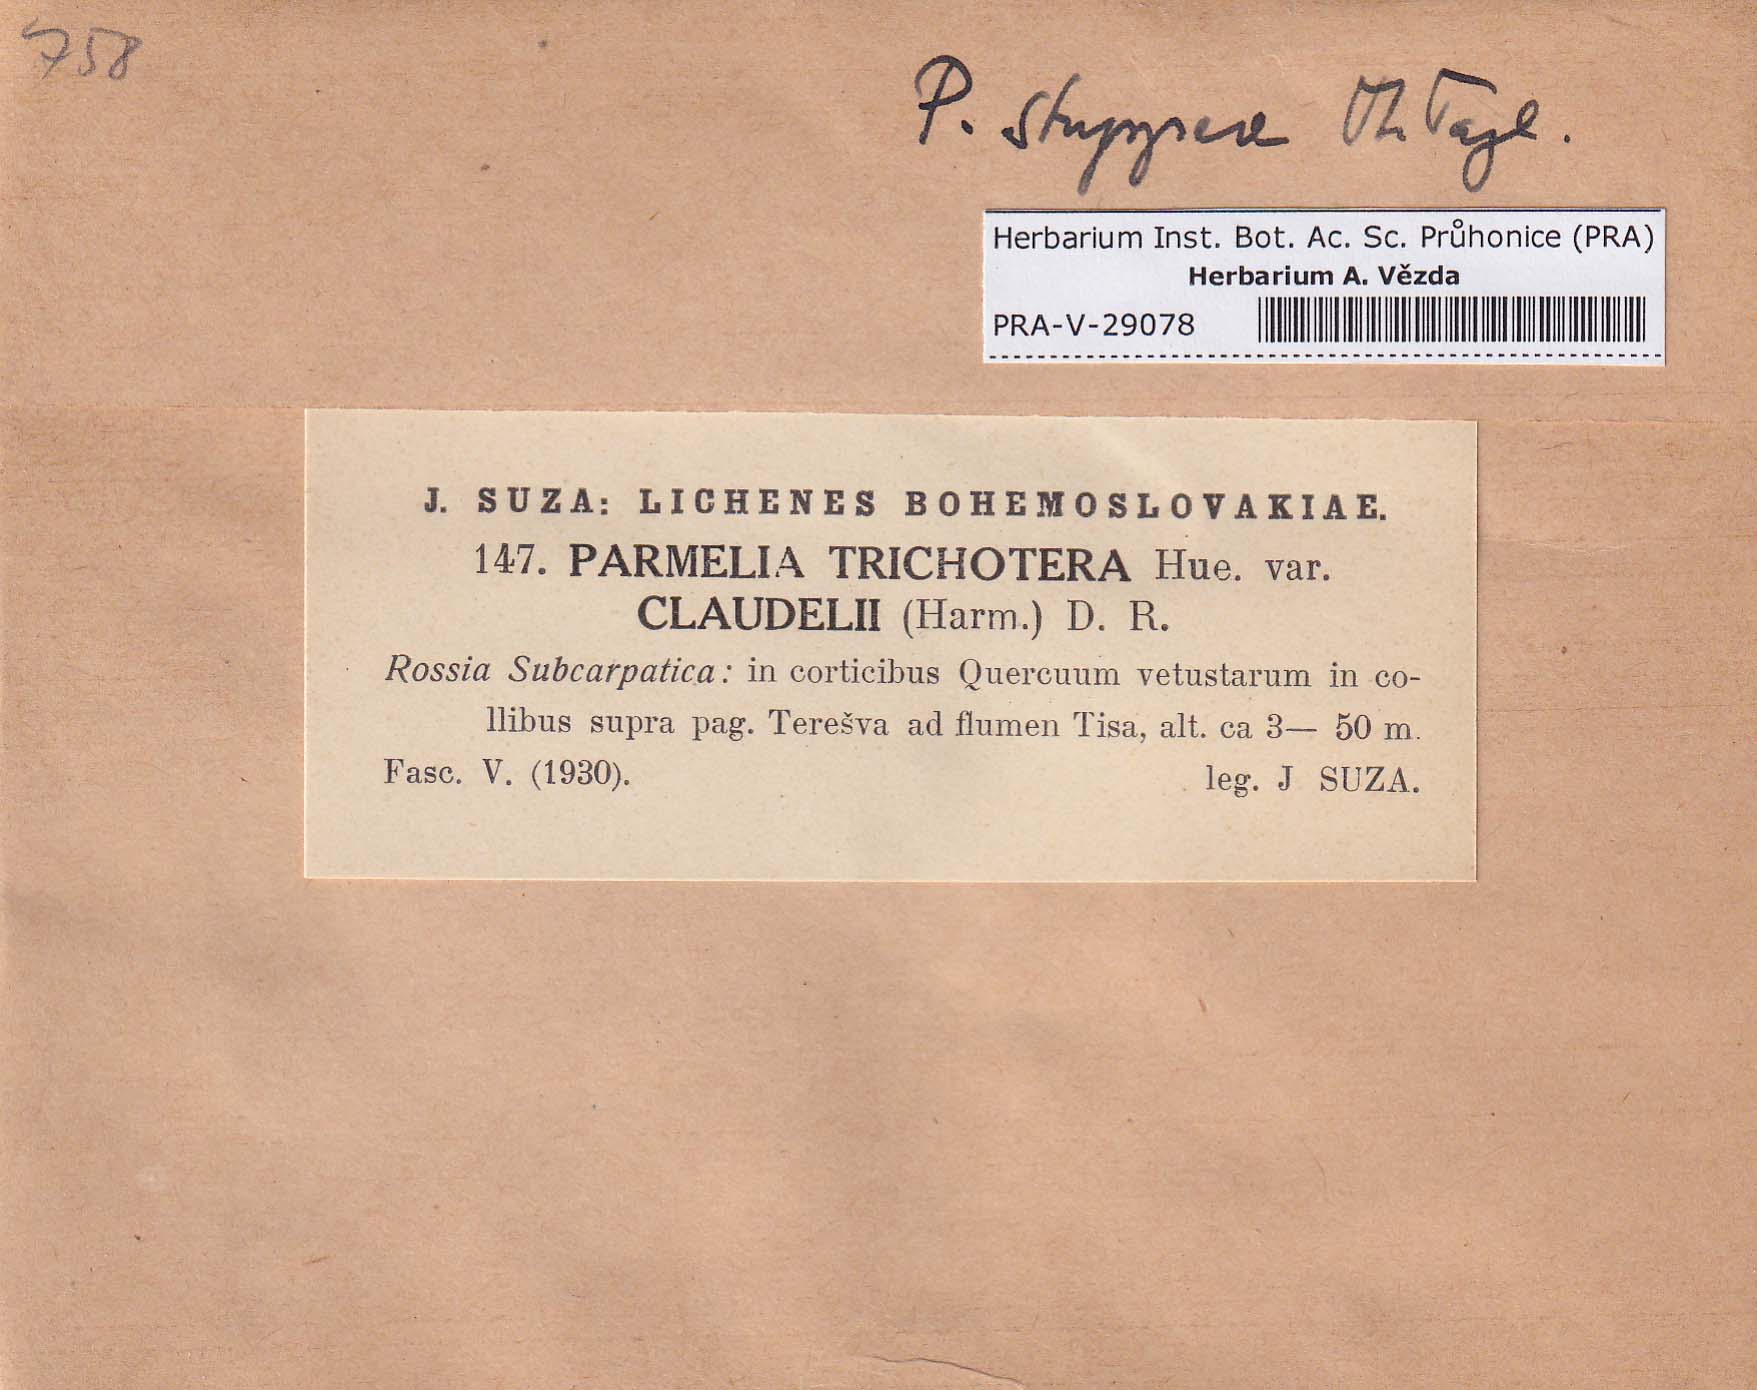 758
P. stuppea Th Tayl.
Herbarium Inst. Bot. Ac. Sc. Průhonice (PRA)
Herbarium A. Vězda
PRA-V-29078
J. SUZA: LICHENES BOHEMOSLOVAKIAE.
147. PARMELIA TRICHOTERA Hue. var.
CLAUDELII (Harm.) D. R.
Rossia Subcarpatica: in corticibus Quercuum vetustarum in co-
llibus supra pag. Terešva ad flumen Tisa, alt. ca 3— 50 m.
Fasc. V. (1930). leg. J SUZA.